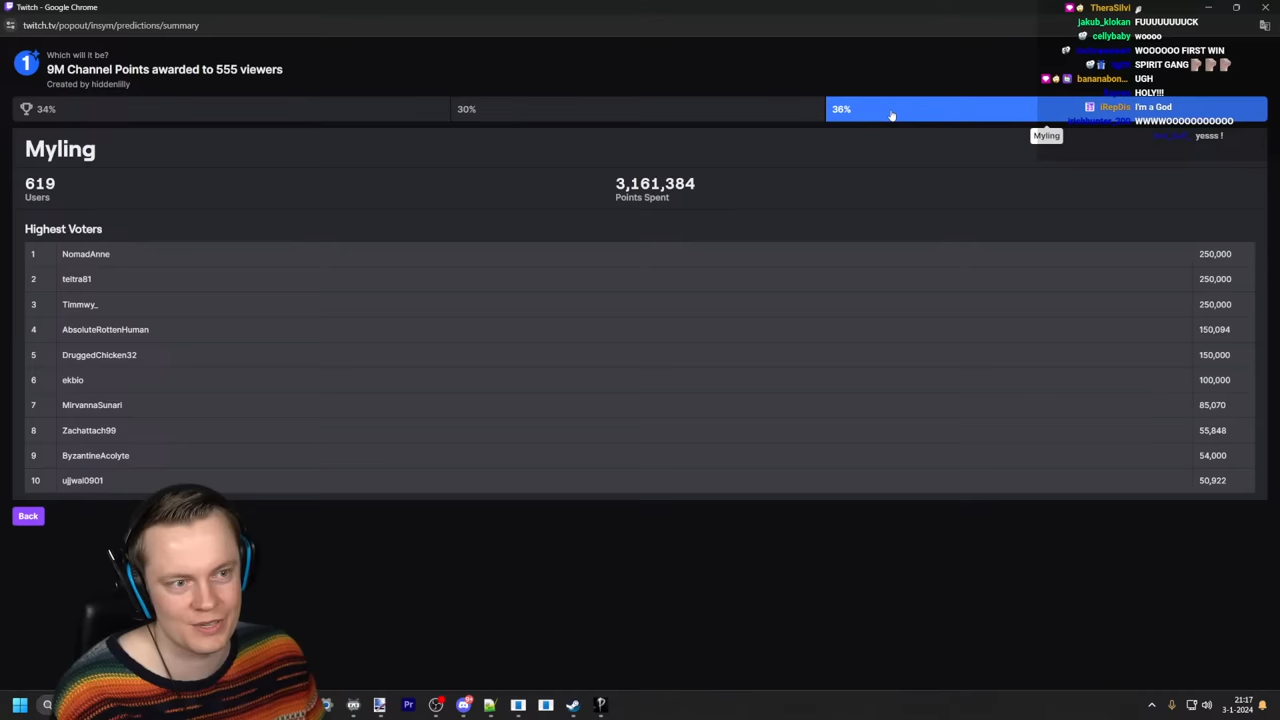 Twitch - Google Chrome
twitch.tv/popout/insym/predictions/summary
1
Which will it be?
9M Channel Points awarded to 555 viewers
Created by hiddenlilly
34%
30%
36%
Myling
Myling
619
Users
3,161,384
Points Spent
Highest Voters
1 NomadAnne 250,000
2 teltra81 250,000
3 Timmwy_ 250,000
4 AbsoluteRottenHuman 150,094
5 DruggedChicken32 150,000
6 ekbio 100,000
7 MirvannaSunari 85,070
8 Zachattach99 55,848
9 ByzantineAcolyte 54,000
10 ujjwal0901 50,922
Back
TheraSilvi
jakub_klokan FUUUUUUUUCK
cellybaby woooo
WOOOOOO FIRST WIN
SPIRIT GANG
bananabon... UGH
HOLY!!!
iRepDis I'm a God
WWWWOOOOOOOOOOO
yesss !
Pr
21:17
3-1-2024